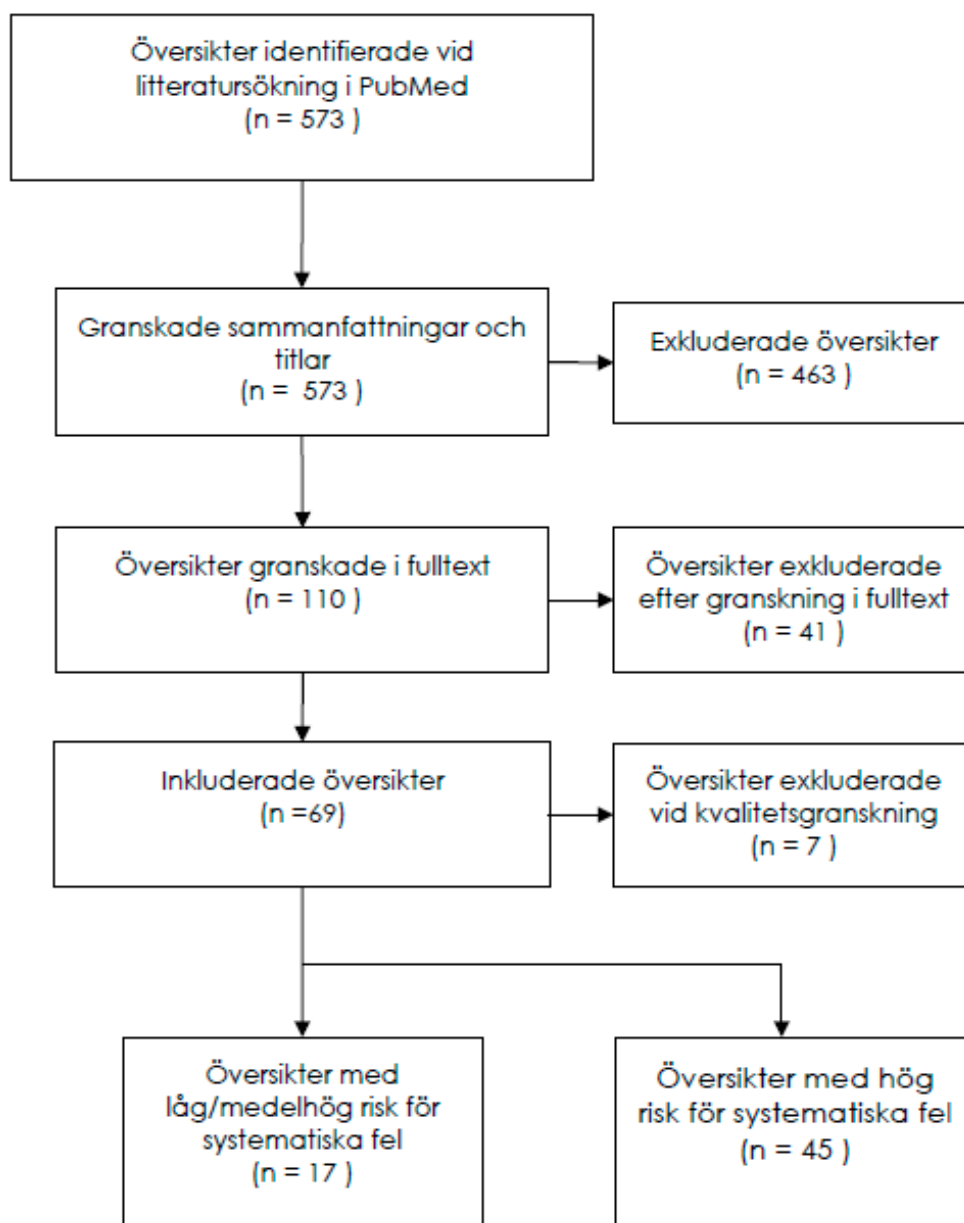 Översikter identifierade vid
litteratursökning i PubMed
(n = 573 )
Granskade sammanfattningar och
titlar
(n =  573 )
Exkluderade översikter
(n = 463 )
Översikter granskade i fulltext
(n = 110 )
Översikter exkluderade
efter granskning i fulltext
(n = 41 )
Inkluderade översikter
(n =69)
Översikter exkluderade
vid kvalitetsgranskning
(n = 7 )
Översikter med
låg/medelhög risk för
systematiska fel
(n = 17 )
Översikter med hög
risk för systematiska fel
(n = 45 )